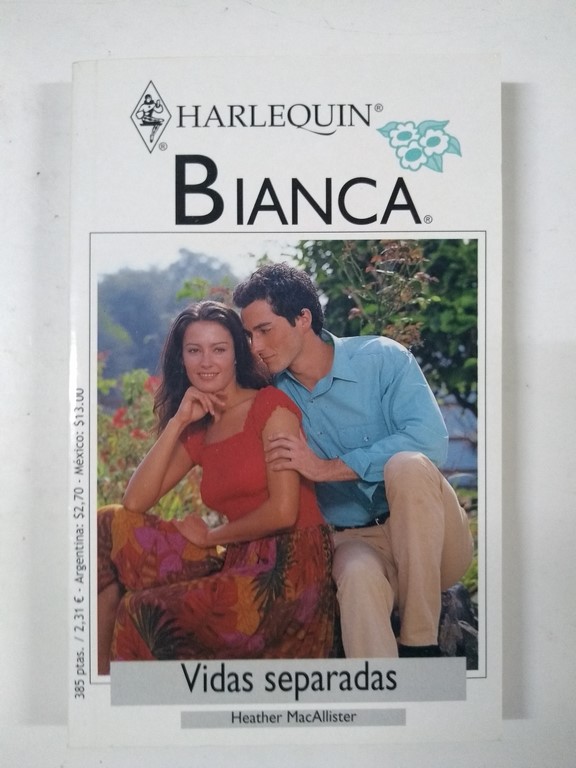 HARLEQUIN®
®
BIANCA®
385 ptas. / 2,31 € - Argentina: $2,70 - México: $13.00
Vidas separadas
Heather MacAllister